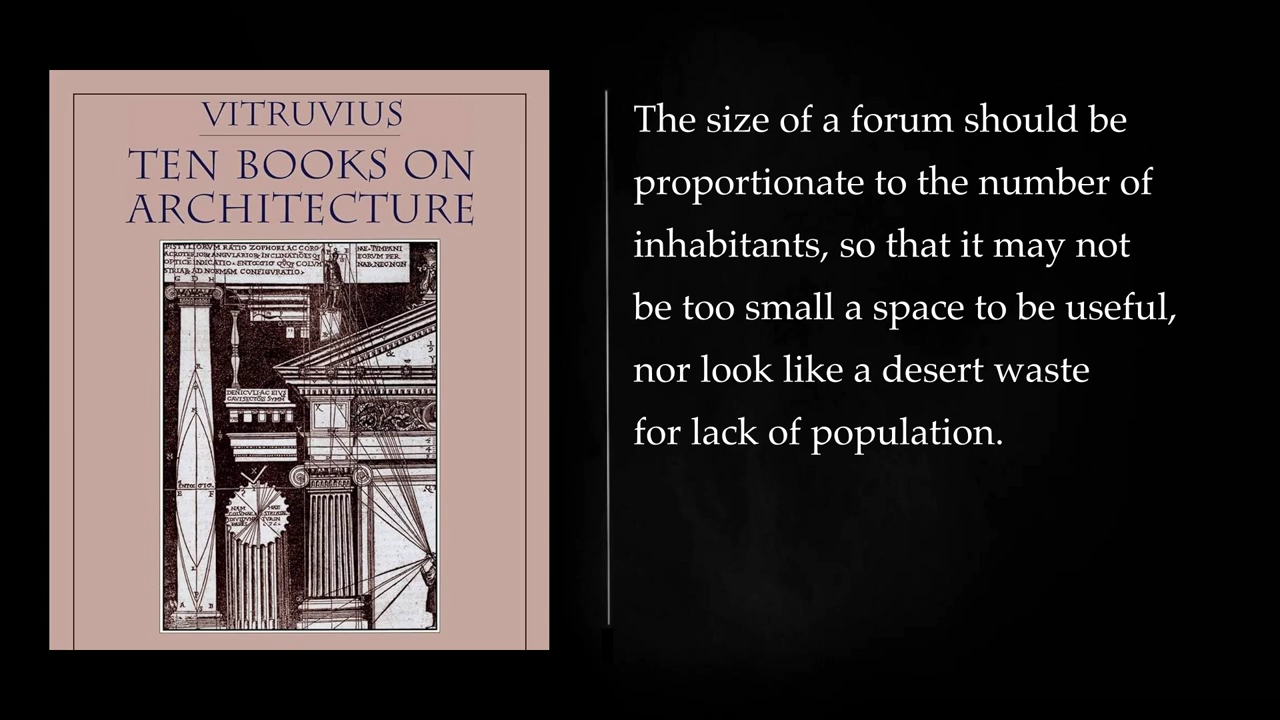 VITRUVIUS
TEN BOOKS ON
ARCHITECTURE
The size of a forum should be
proportionate to the number of
inhabitants, so that it may not
be too small a space to be useful,
nor look like a desert waste
for lack of population.